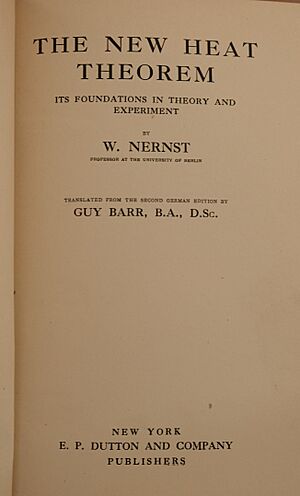 THE NEW HEAT
THEOREM
ITS FOUNDATIONS IN THEORY AND
EXPERIMENT
BY
W. NERNST
PROFESSOR AT THE UNIVERSITY OF BERLIN
TRANSLATED FROM THE SECOND GERMAN EDITION BY
GUY BARR, B.A., D.Sc.
NEW YORK
E. P. DUTTON AND COMPANY
PUBLISHERS